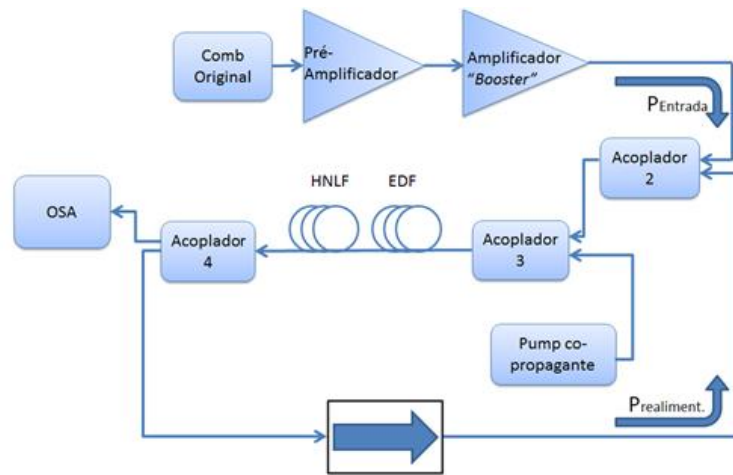 Comb
Original
Pré-
Amplificador
Amplificador
“Booster”
PEntrada
Acoplador
2
HNLF
EDF
OSA
Acoplador
4
Acoplador
3
Pump co-
propagante
Prealiment.